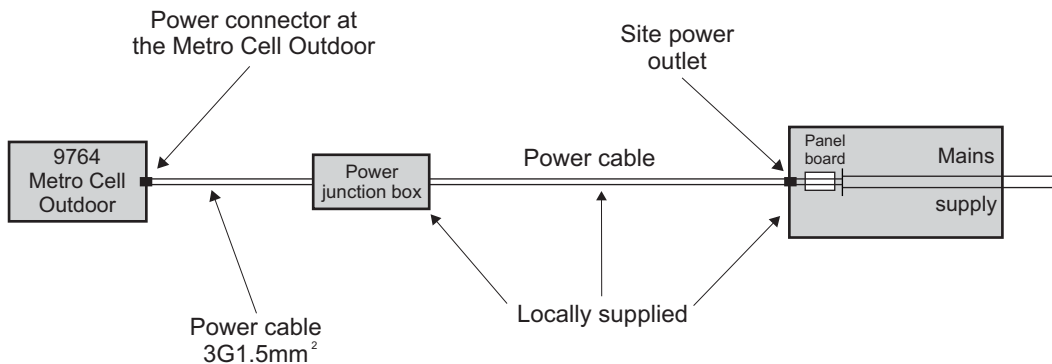 Power connector at
the Metro Cell Outdoor
Site power
outlet
9764
Metro Cell
Outdoor
Power
junction box
Power cable
Panel
board
Mains
supply
Locally supplied
Power cable
3G1.5mm²